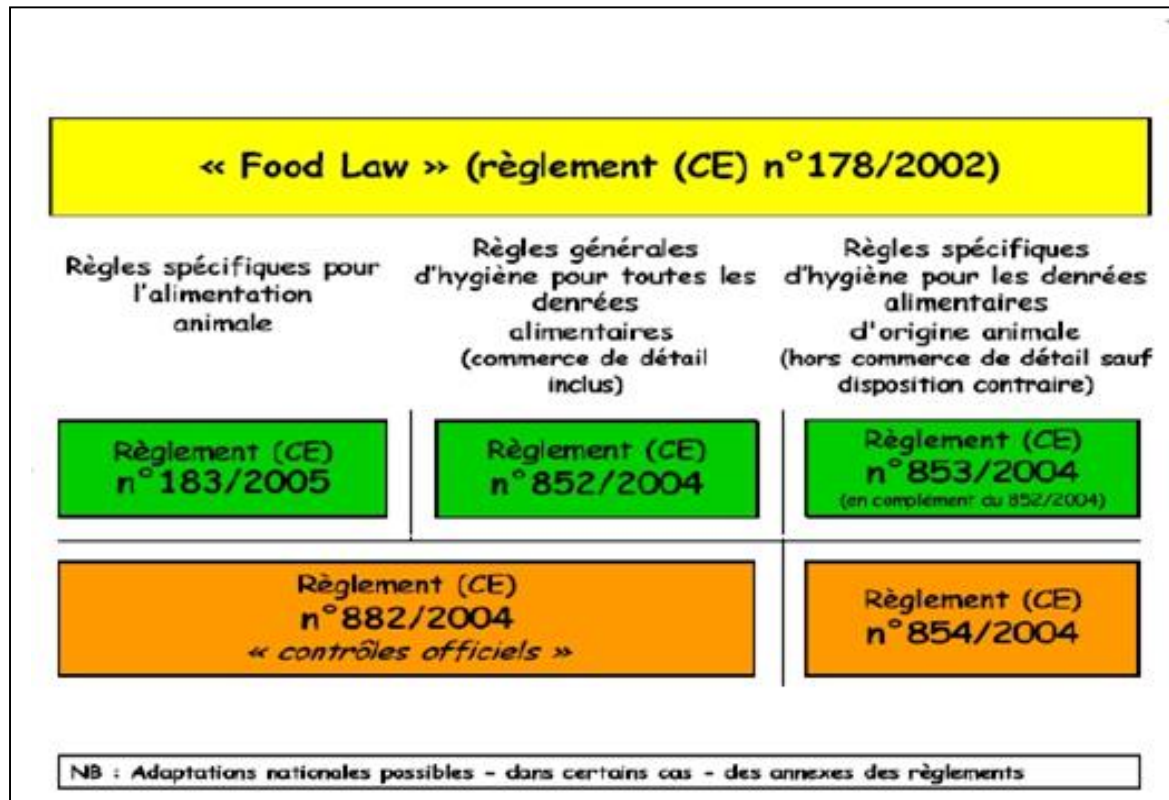 « Food Law » (règlement (CE) n°178/2002)
Règles spécifiques pour
l'alimentation
animale
Règles générales
d'hygiène pour toutes les
denrées
alimentaires
(commerce de détail
inclus)
Règles spécifiques
d'hygiène pour les denrées
alimentaires
d'origine animale
(hors commerce de détail sauf
disposition contraire)
Règlement (CE)
n°183/2005
Règlement (CE)
n°852/2004
Règlement (CE)
n°853/2004
(en complément du 852/2004)
Règlement (CE)
n°882/2004
« contrôles officiels »
Règlement (CE)
n°854/2004
NB : Adaptations nationales possibles - dans certains cas - des annexes des règlements